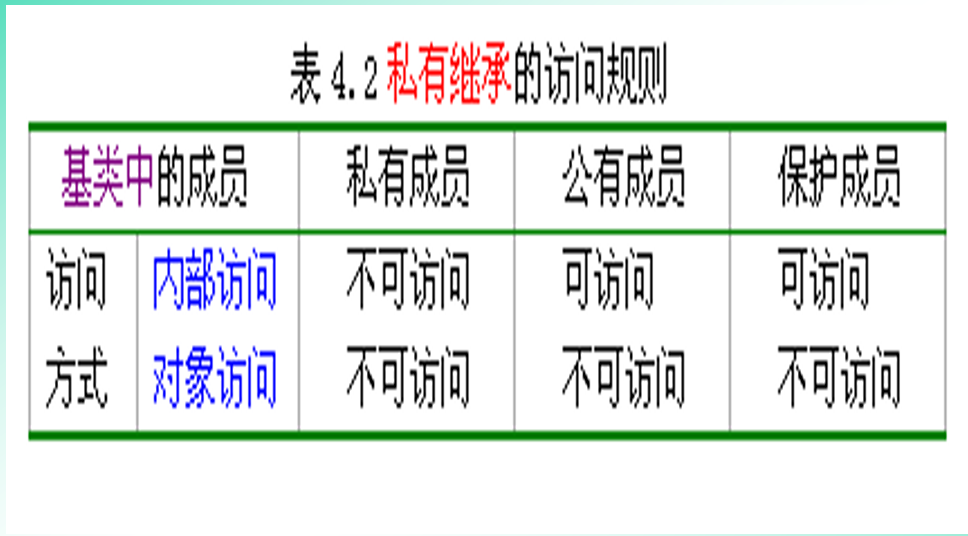 表 4.2 私有继承的访问规则
基类中的成员 私有成员 公有成员 保护成员
访问 内部访问 不可访问 可访问 可访问
方式 对象访问 不可访问 不可访问 不可访问